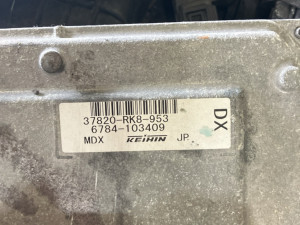 37820-RK8-953
6784-103409
MDX KEIHIN JP
DX